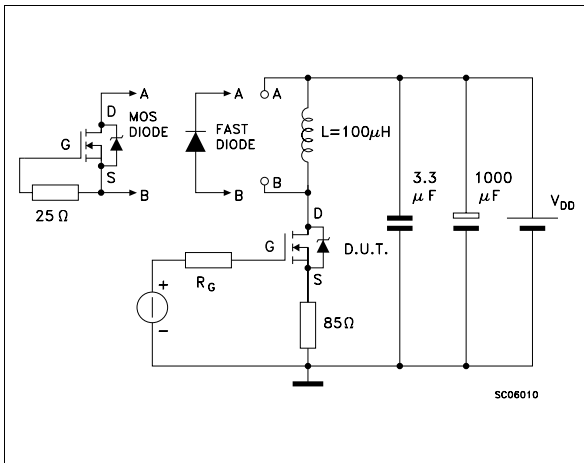 A
D
MOS
DIODE
G
S
B
25 Ω
A
FAST
DIODE
B
A
L=100μH
B
D
G
D.U.T.
S
RG
+
−
85Ω
3.3
μF
1000
μF
VDD
SC06010